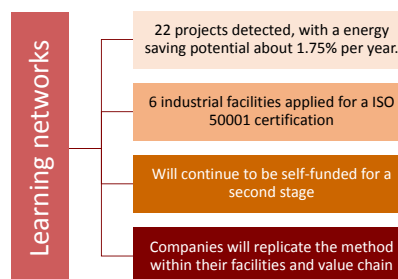 Learning networks
22 projects detected, with a energy
saving potential about 1.75% per year.
6 industrial facilities applied for a ISO
50001 certification
Will continue to be self-funded for a
second stage
Companies will replicate the method
within their facilities and value chain